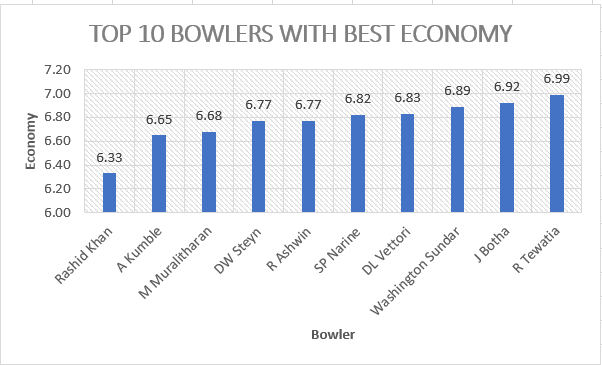 TOP 10 BOWLERS WITH BEST ECONOMY
Economy
7.20
7.00
6.80
6.60
6.40
6.20
6.00
6.33
6.65
6.68
6.77
6.77
6.82
6.83
6.89
6.92
6.99
Rashid Khan
A Kumble
M Muralitharan
DW Steyn
R Ashwin
SP Narine
DL Vettori
Washington Sundar
J Botha
R Tewatia
Bowler